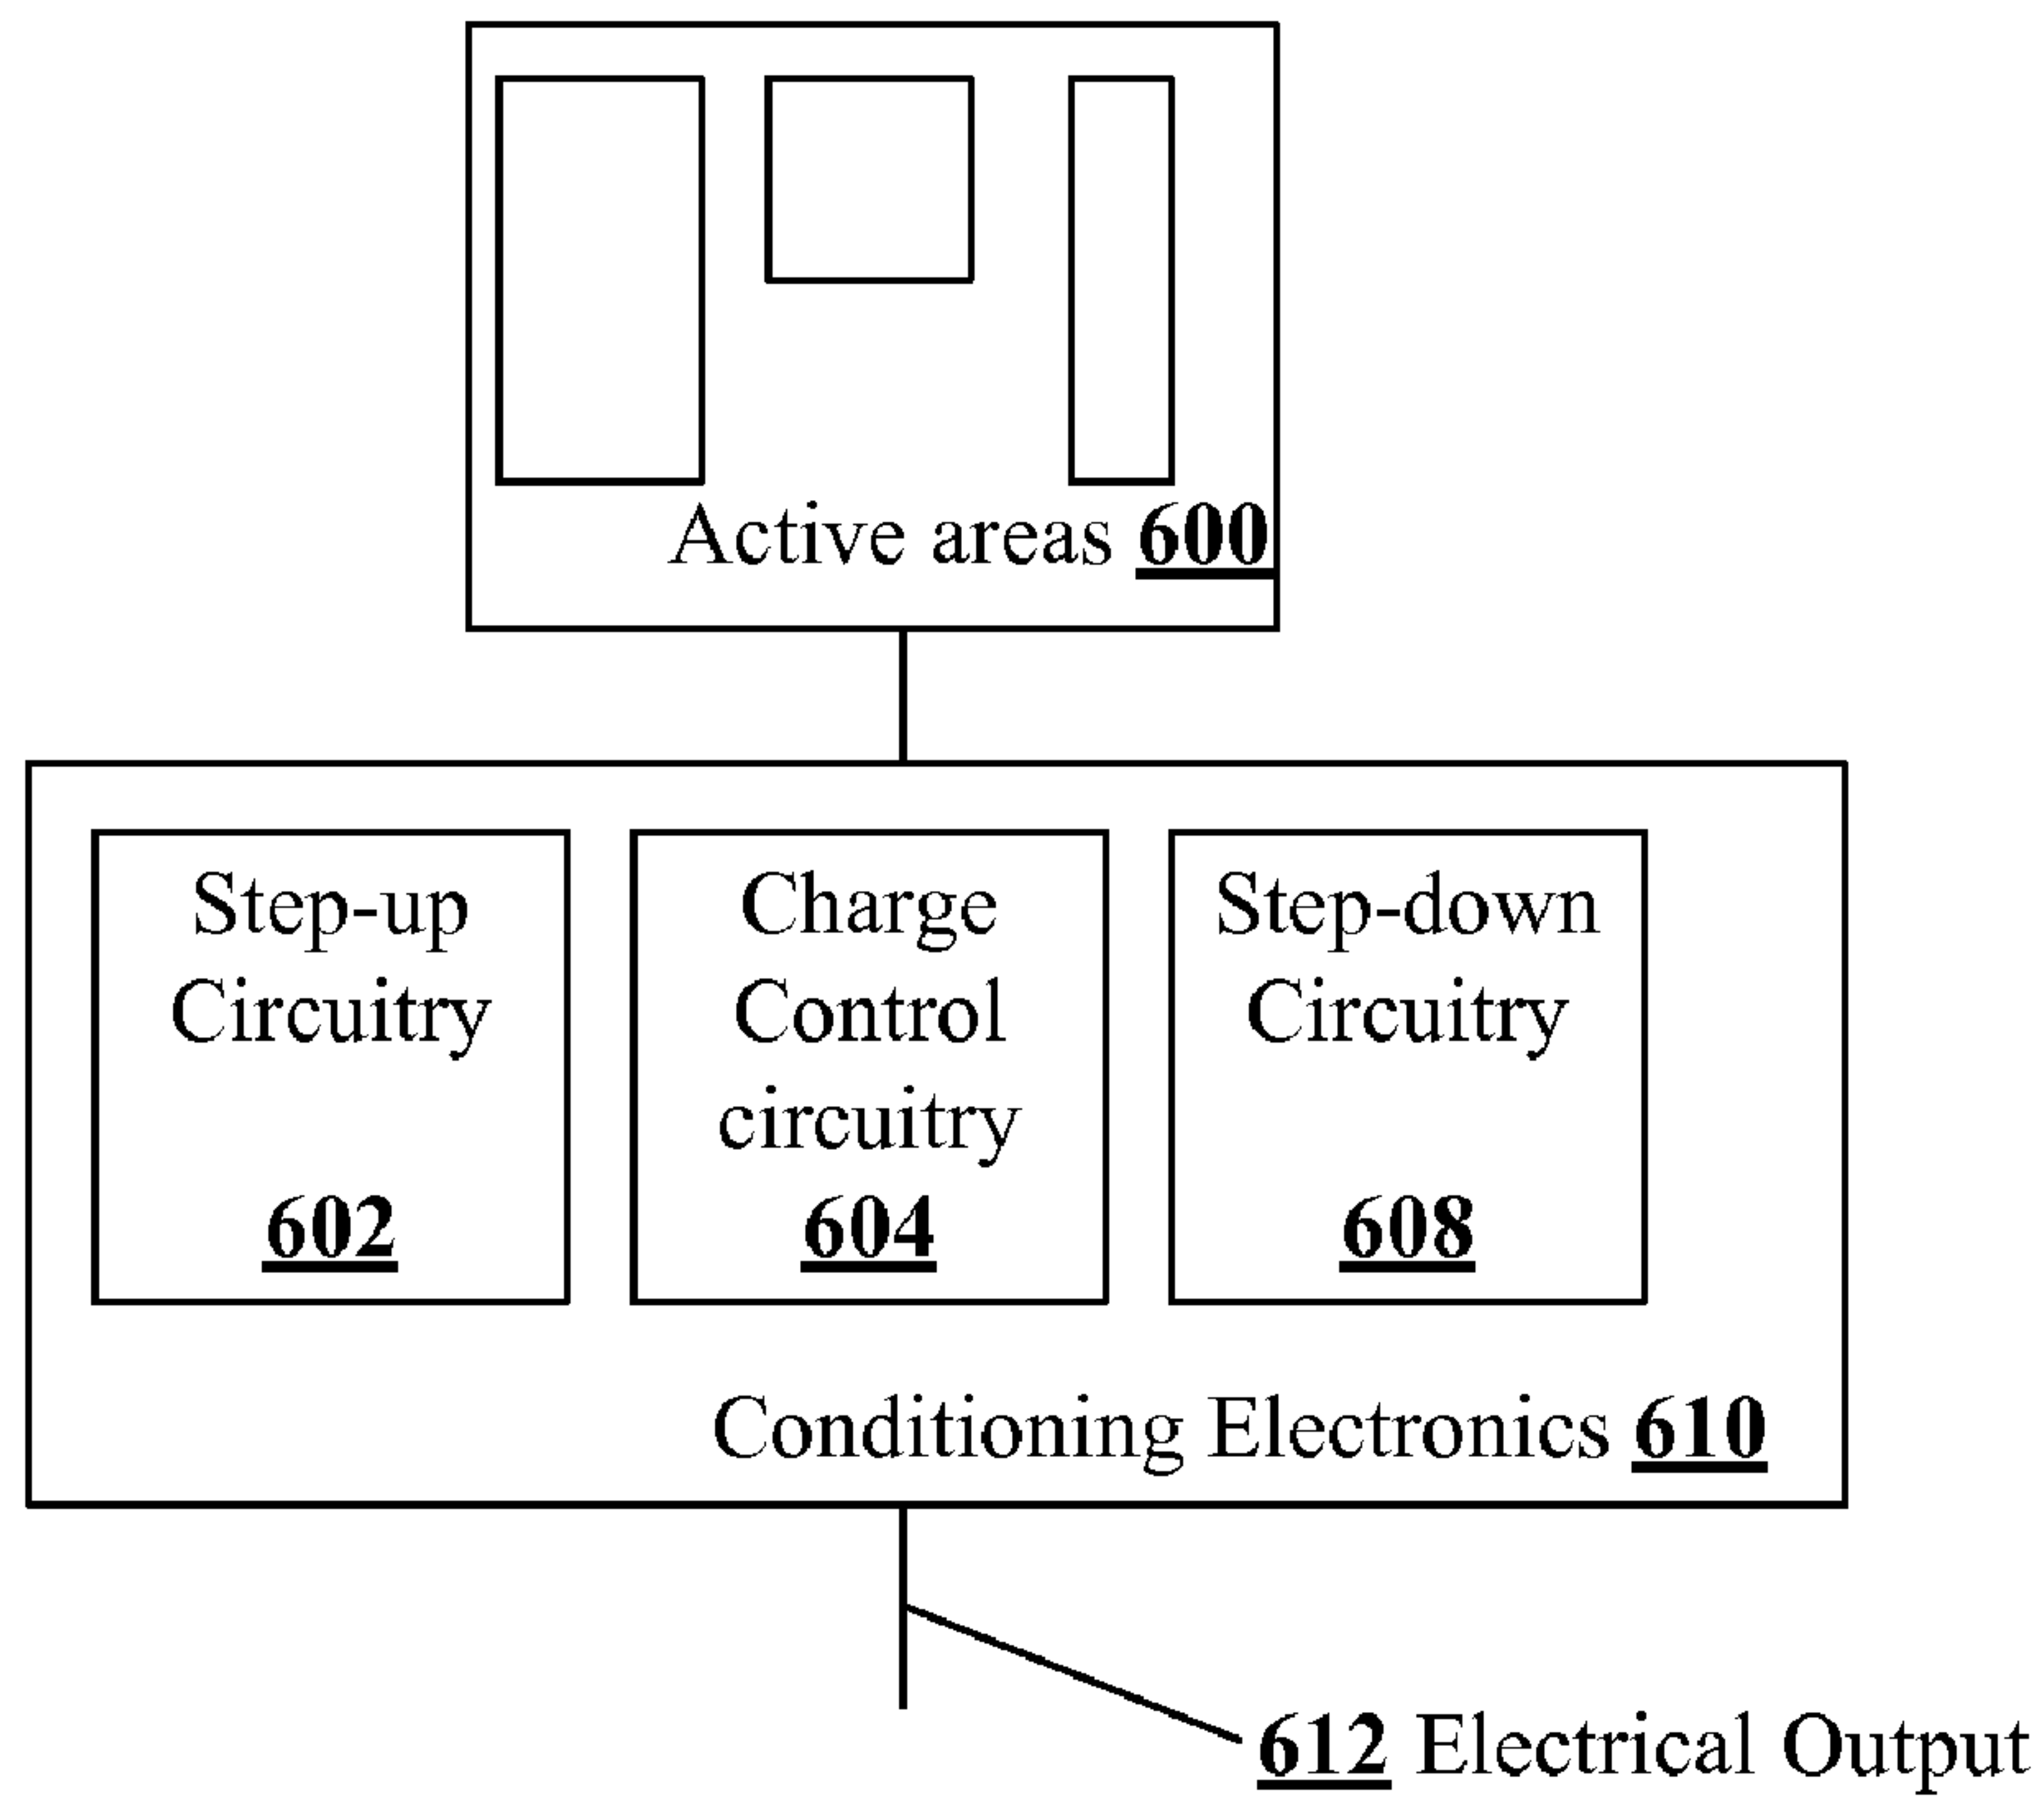 Active areas 600
Step-up
Circuitry
602
Charge
Control
circuitry
604
Step-down
Circuitry
608
Conditioning Electronics 610
612 Electrical Output